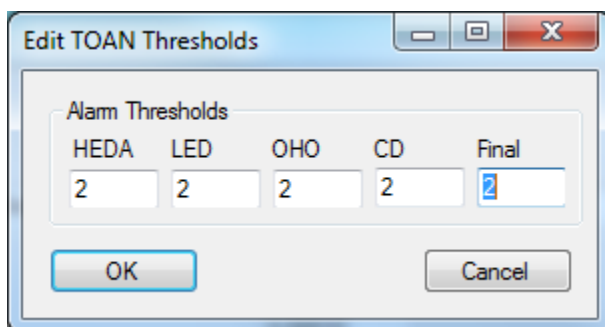 Edit TOAN Thresholds
Alarm Thresholds
HEDA LED OHO CD Final
2 2 2 2 2
OK Cancel